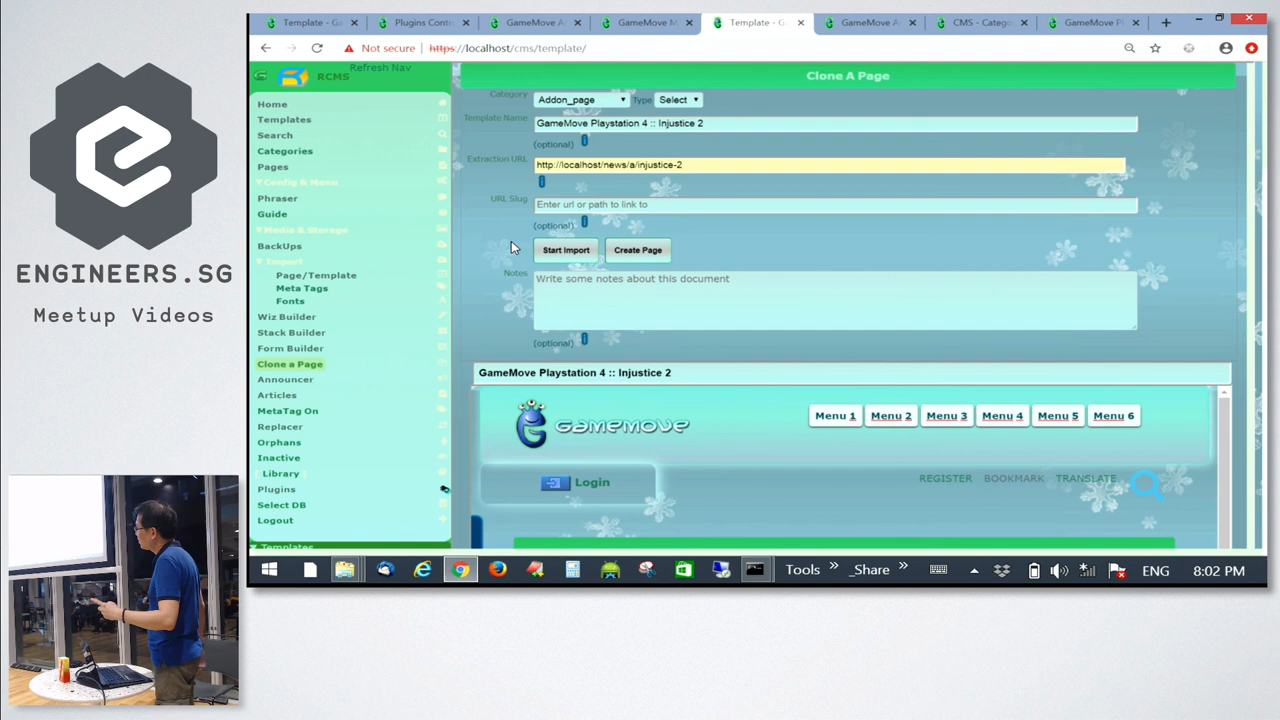 Template - Ga
Plugins Contr
GameMove A
GameMove M
Template - G
GameMove A
CMS - Catego
GameMove Pl
Not secure
https://localhost/cms/template/
ENGINEERS.SG
Meetup Videos
RCMS
Refresh Nav
Home
Templates
Search
Categories
Pages
Config & Menu
Phraser
Guide
Media & Storage
BackUps
Import
Page/Template
Meta Tags
Fonts
Wiz Builder
Stack Builder
Form Builder
Clone a Page
Announcer
Articles
MetaTag On
Replacer
Orphans
Inactive
Library
Plugins
Select DB
Logout
Templates
Clone A Page
Category
Addon_page
Type
Select
Template Name
GameMove Playstation 4 :: Injustice 2
(optional)
Extraction URL
http://localhost/news/a/injustice-2
URL Slug
Enter url or path to link to
(optional)
Start Import
Create Page
Notes
Write some notes about this document
(optional)
GameMove Playstation 4 :: Injustice 2
GAMEMOVE
Menu 1 Menu 2 Menu 3 Menu 4 Menu 5 Menu 6
Login
REGISTER BOOKMARK TRANSLATE
Tools » _Share » ENG 8:02 PM